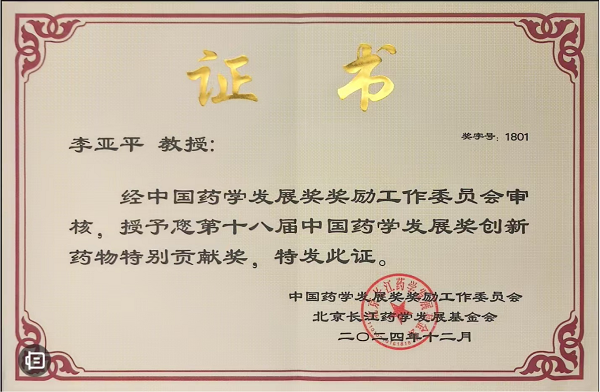 证 书
李亚平 教授:
奖字号：1801
经中国药学发展奖奖励工作委员会审
核，授予您第十八届中国药学发展奖创新
药物特别贡献奖，特发此证。
中国药学发展奖奖励工作委员会
北京长江药学发展基金会
二〇二四年十二月